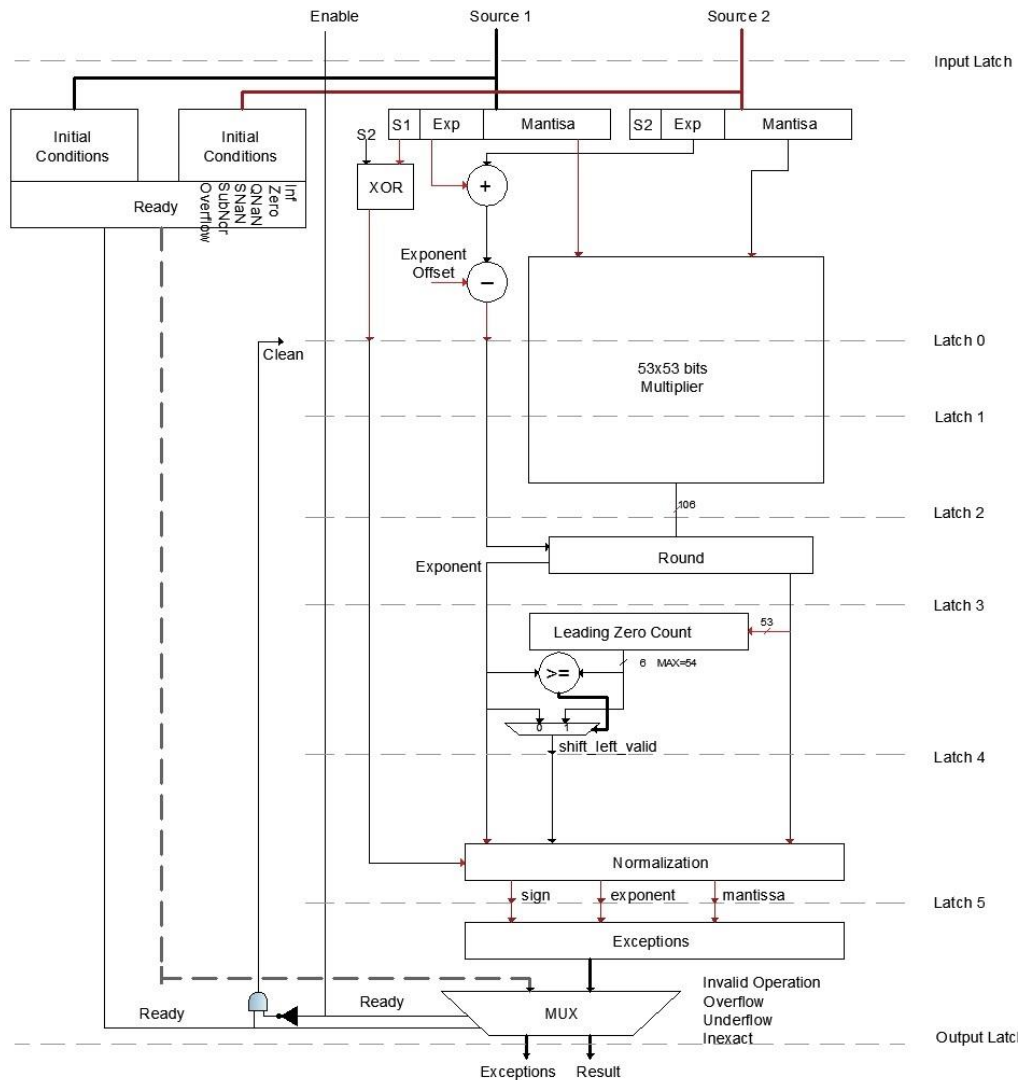 Enable
Source 1
Source 2
Input Latch
Initial
Conditions
Initial
Conditions
S2
S1
Exp
Mantisa
S2
Exp
Mantisa
XOR
+
Ready
Inf
Zero
QNaN
SNaN
SubNor
Overflow
Exponent
Offset
−
Clean
Latch 0
53x53 bits
Multiplier
Latch 1
106
Latch 2
Round
Exponent
Latch 3
Leading Zero Count
53
6 MAX=54
>=
0 1
shift_left_valid
Latch 4
Normalization
sign
exponent
mantissa
Latch 5
Exceptions
Invalid Operation
Overflow
Underflow
Inexact
Ready
Ready
MUX
Output Latch
Exceptions
Result